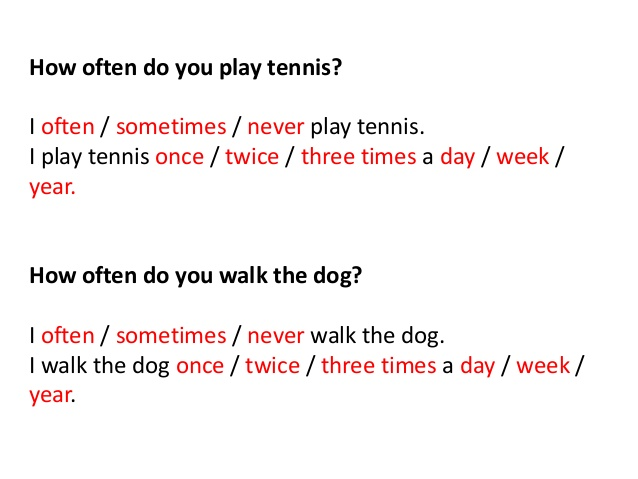 How often do you play tennis?
I often / sometimes / never play tennis.
I play tennis once / twice / three times a day / week /
year.
How often do you walk the dog?
I often / sometimes / never walk the dog.
I walk the dog once / twice / three times a day / week /
year.